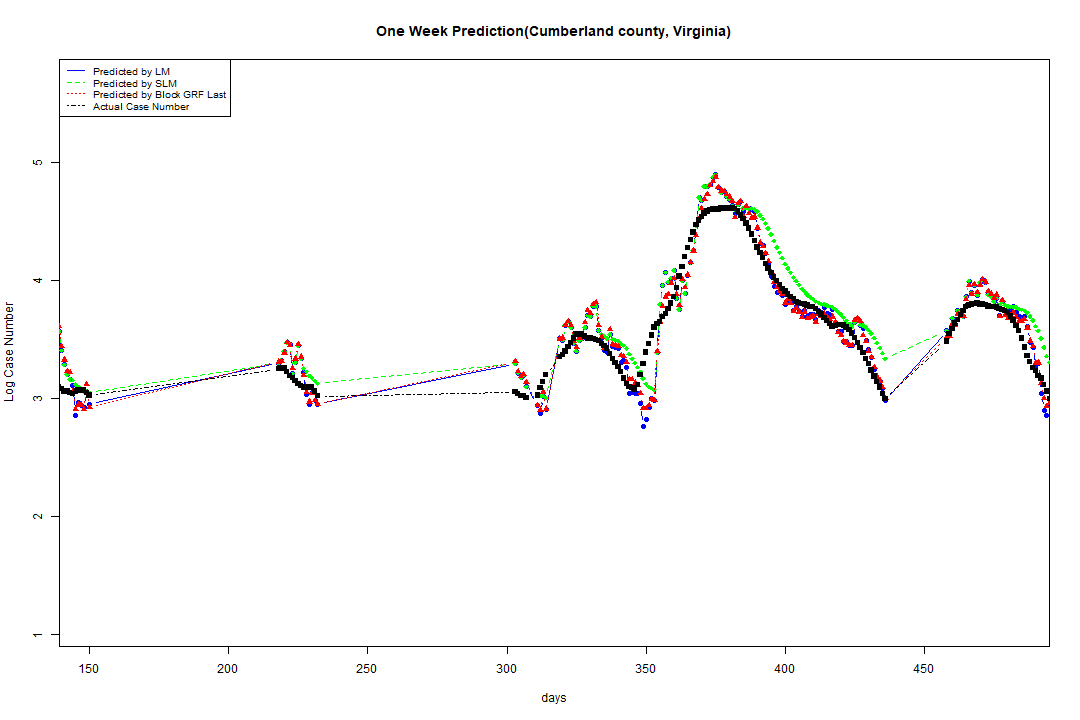 One Week Prediction(Cumberland county, Virginia)
Predicted by LM
Predicted by SLM
Predicted by Block GRF Last
Actual Case Number
Log Case Number
5
4
3
2
1
150 200 250 300 350 400 450
days